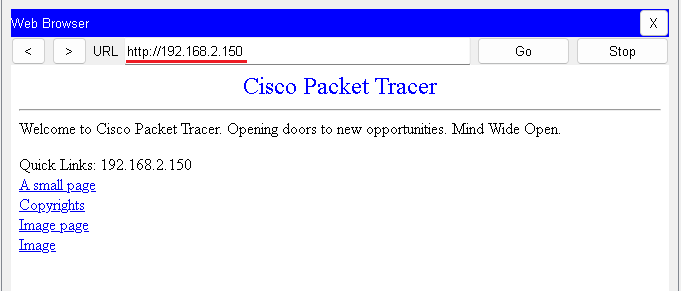 Web Browser X
< > URL http://192.168.2.150 Go Stop
Cisco Packet Tracer
Welcome to Cisco Packet Tracer. Opening doors to new opportunities. Mind Wide Open.
Quick Links: 192.168.2.150
A small page
Copyrights
Image page
Image